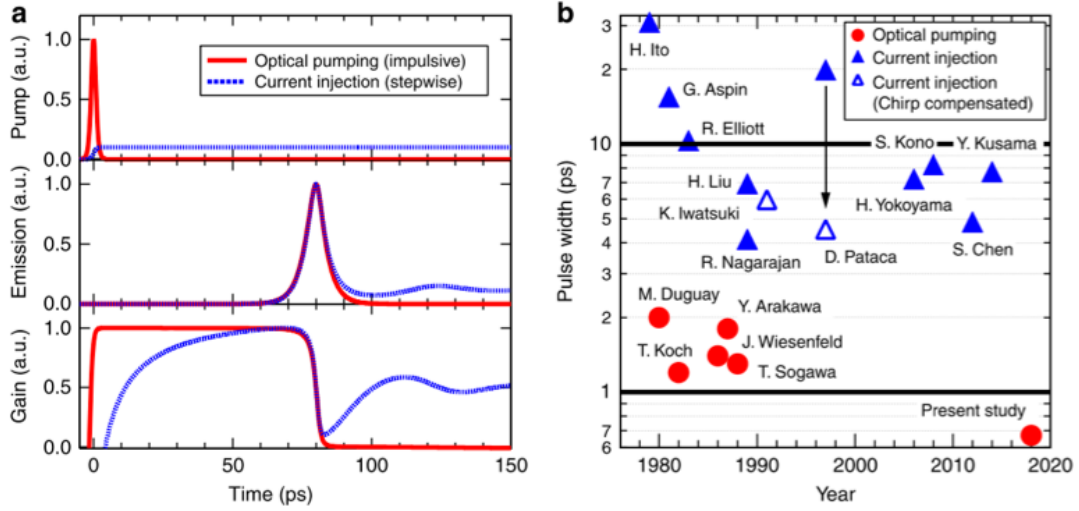 a
Pump (a.u.)
1.0
0.5
0.0
Optical pumping (impulsive)
Current injection (stepwise)
Emission (a.u.)
1.0
0.5
0.0
Gain (a.u.)
1.0
0.5
0.0
0
50
100
150
Time (ps)
b
Pulse width (ps)
3
2
10
7
6
5
4
3
2
1
7
6
Optical pumping
Current injection
Current injection
(Chirp compensated)
H. Ito
G. Aspin
R. Elliott
S. Kono
Y. Kusama
H. Liu
K. Iwatsuki
H. Yokoyama
R. Nagarajan
D. Pataca
S. Chen
M. Duguay
Y. Arakawa
T. Koch
J. Wiesenfeld
T. Sogawa
Present study
1980
1990
2000
2010
2020
Year